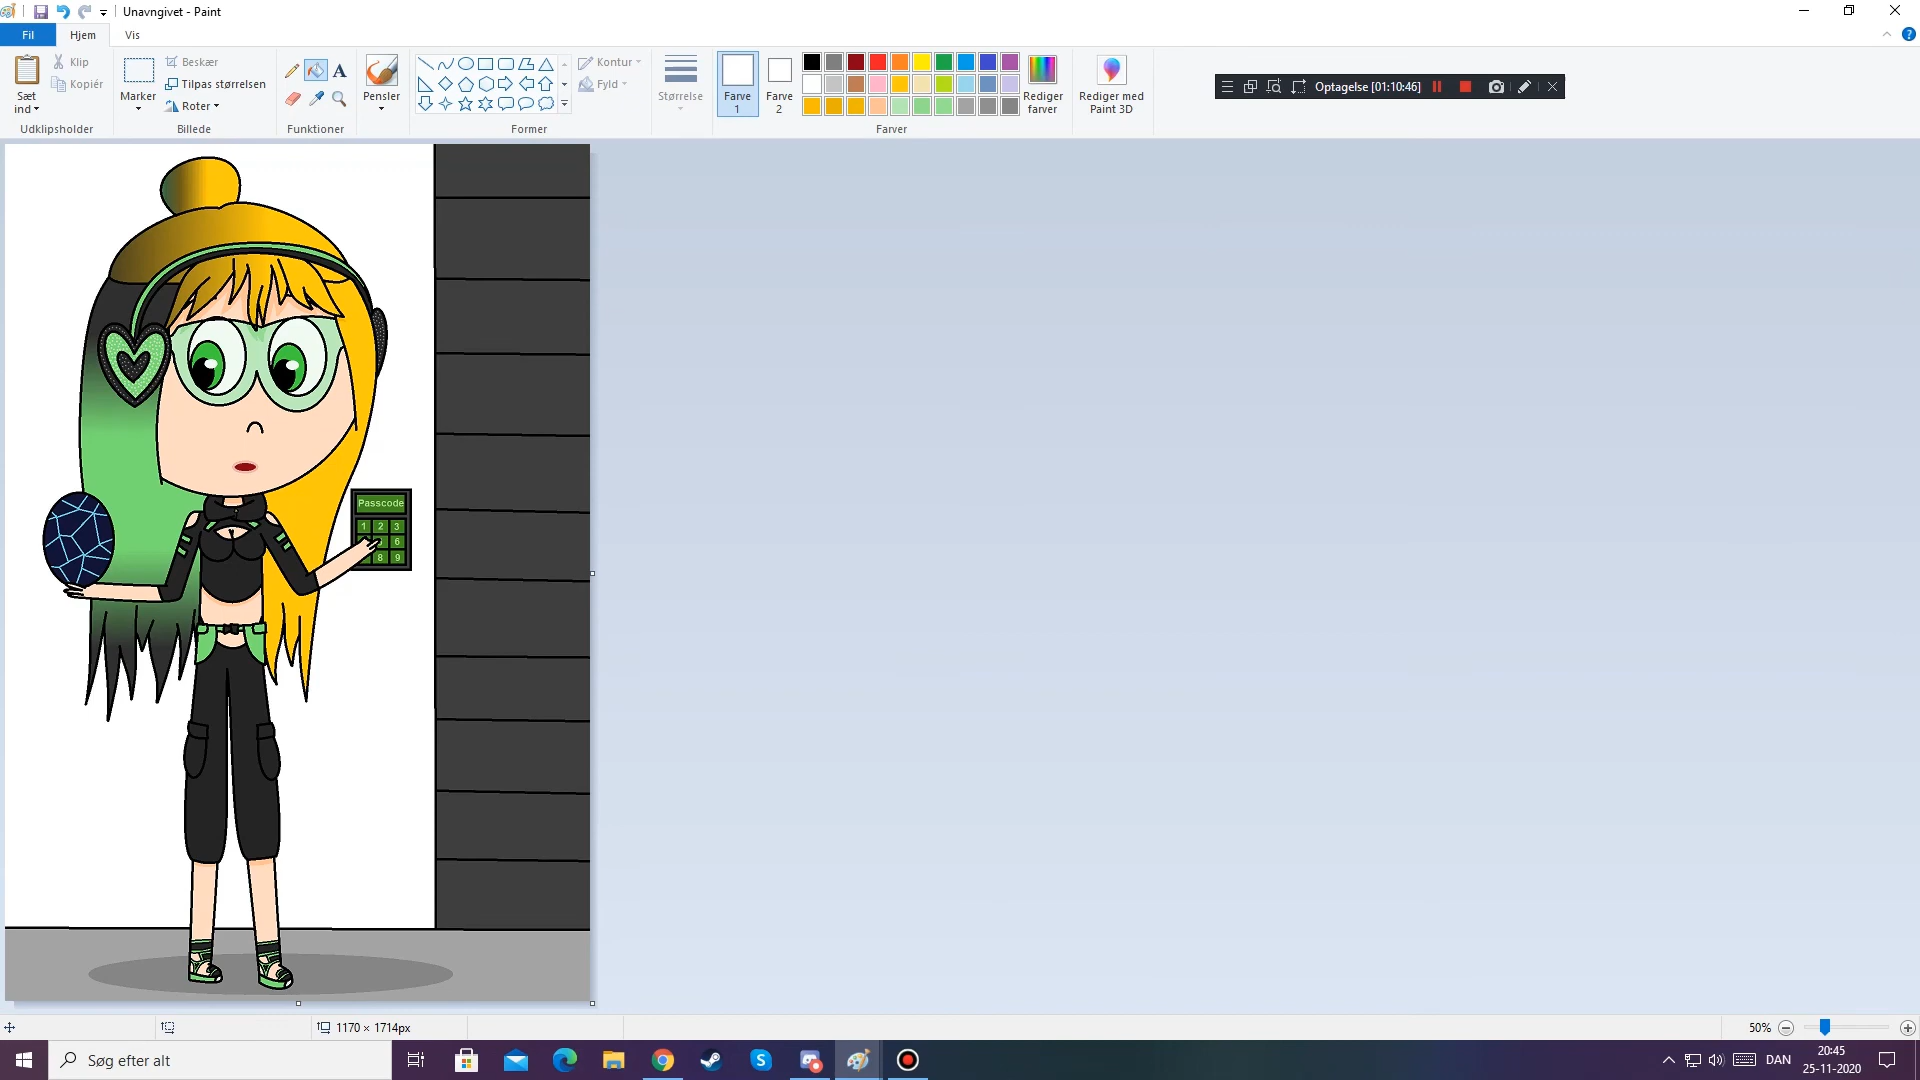 Unavngivet - Paint
Fil Hjem Vis
Sæt ind
Klip
Kopiér
Udklipsholder
Marker
Beskær
Tilpas størrelsen
Roter
Billede
A
Funktioner
Pensler
Kontur
Fyld
Former
Størrelse
Farve 1
Farve 2
Farver
Rediger farver
Rediger med Paint 3D
Optagelse [01:10:46]
Passcode
1 2 3
6
8 9
1170 × 1714px
50%
Søg efter alt
DAN
20:45
25-11-2020